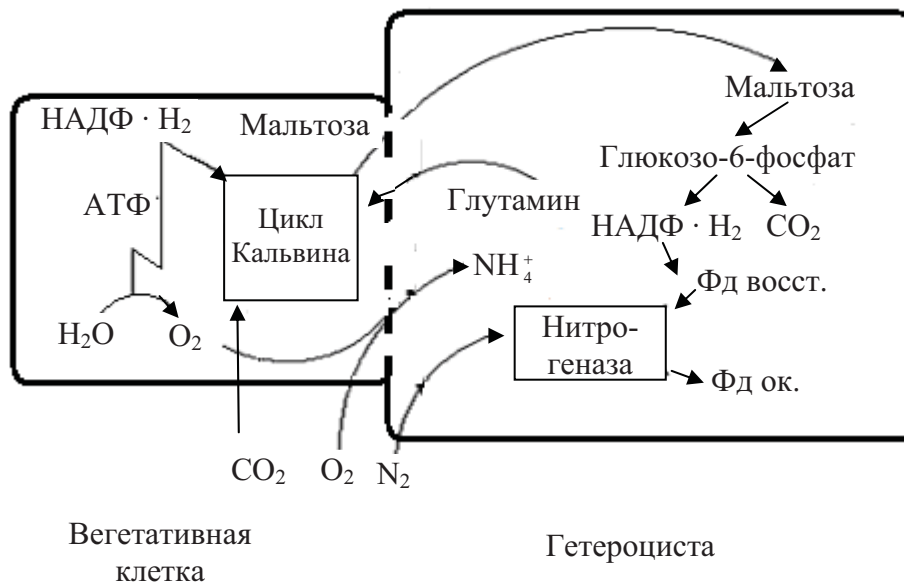 НАДФ · H₂
Мальтоза
АТФ
Цикл
Кальвина
H₂O
O₂
CO₂
O₂
N₂
Мальтоза
Глюкозо-6-фосфат
Глутамин
НАДФ · H₂
CO₂
NH₄⁺
Фд восст.
Нитро-
геназа
Фд ок.
Вегетативная
клетка
Гетероциста